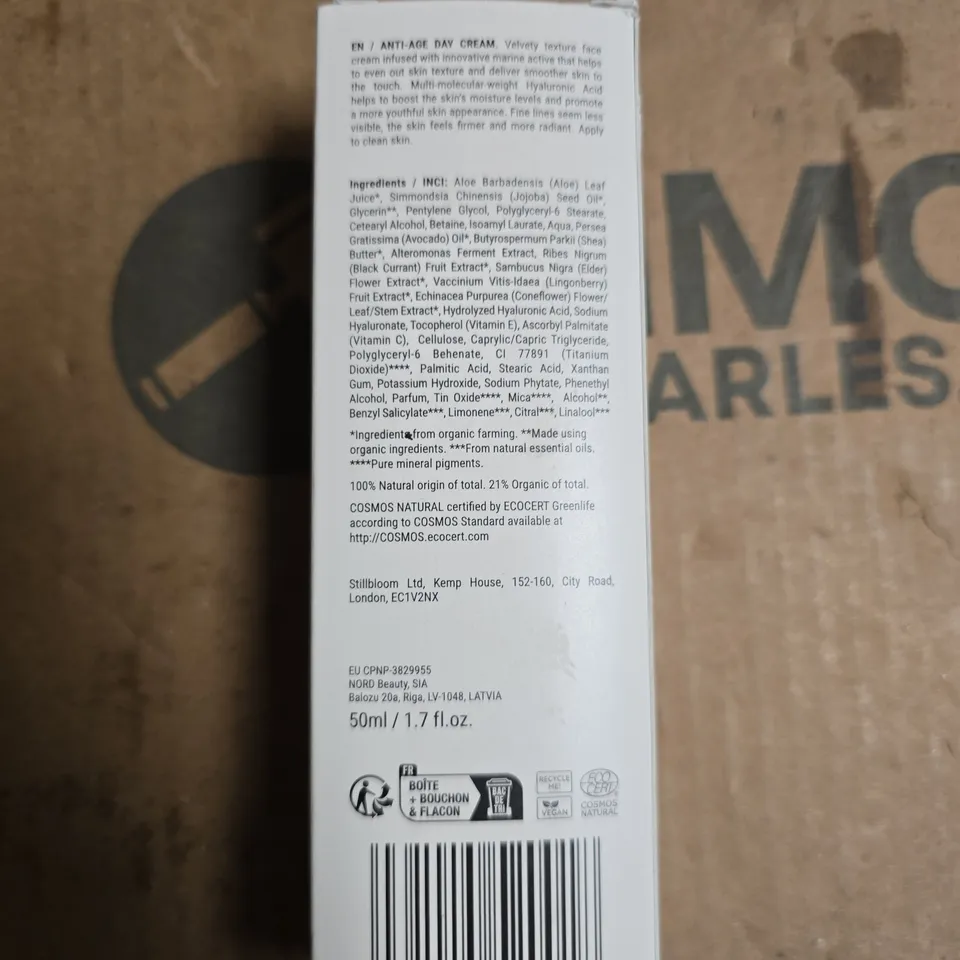 EN / ANTI-AGE DAY CREAM. Velvety texture face
cream infused with innovative marine active that helps
to even out skin texture and deliver smoother skin to
the touch. Multi-molecular-weight Hyaluronic Acid
helps to boost the skin's moisture levels and promote
a more youthful skin appearance. Fine lines seem less
visible, the skin feels firmer and more radiant. Apply
to clean skin.
Ingredients / INCI: Aloe Barbadensis (Aloe) Leaf
Juice*, Simmondsia Chinensis (Jojoba) Seed Oil*,
Glycerin**, Pentylene Glycol, Polyglyceryl-6 Stearate,
Cetearyl Alcohol, Betaine, Isoamyl Laurate, Aqua, Persea
Gratissima (Avocado) Oil*, Butyrospermum Parkii (Shea)
Butter*, Alteromonas Ferment Extract, Ribes Nigrum
(Black Currant) Fruit Extract*, Sambucus Nigra (Elder)
Flower Extract*, Vaccinium Vitis-Idaea (Lingonberry)
Fruit Extract*, Echinacea Purpurea (Coneflower) Flower/
Leaf/Stem Extract*, Hydrolyzed Hyaluronic Acid, Sodium
Hyaluronate, Tocopherol (Vitamin E), Ascorbyl Palmitate
(Vitamin C), Cellulose, Caprylic/Capric Triglyceride,
Polyglyceryl-6 Behenate, CI 77891 (Titanium
Dioxide)****, Palmitic Acid, Stearic Acid, Xanthan
Gum, Potassium Hydroxide, Sodium Phytate, Phenethyl
Alcohol, Parfum, Tin Oxide****, Mica****, Alcohol**,
Benzyl Salicylate***, Limonene***, Citral***, Linalool***
*Ingredients from organic farming. **Made using
organic ingredients. ***From natural essential oils.
****Pure mineral pigments.
100% Natural origin of total. 21% Organic of total.
COSMOS NATURAL certified by ECOCERT Greenlife
according to COSMOS Standard available at
http://COSMOS.ecocert.com
Stillbloom Ltd, Kemp House, 152-160, City Road,
London, EC1V2NX
EU CPNP-3829955
NORD Beauty, SIA
Balozu 20a, Riga, LV-1048, LATVIA
50ml / 1.7 fl.oz.
FR
BOÎTE
+ BOUCHON
& FLACON
BAC
DE
TRI
RECYCLE
ME!
VEGAN
ECO
CERT
COSMOS
NATURAL